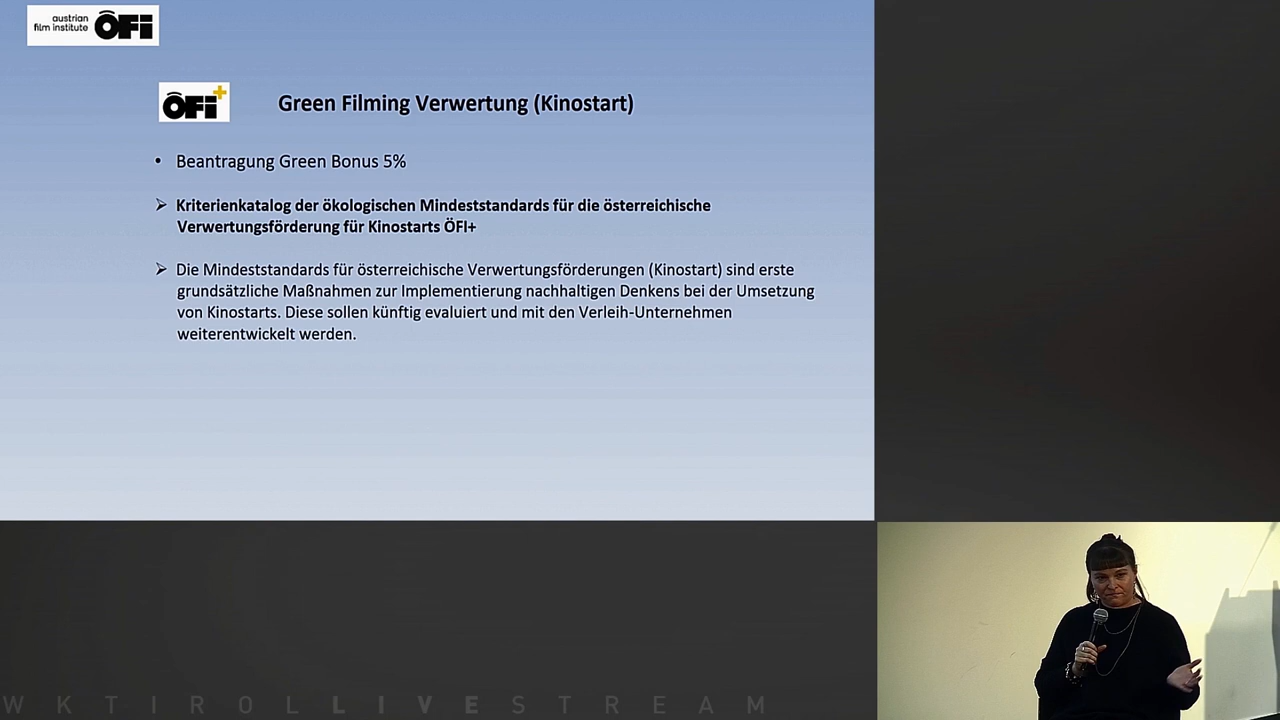 austrian
film institute ÖFi
ÖFi+ Green Filming Verwertung (Kinostart)
• Beantragung Green Bonus 5%
➢ Kriterienkatalog der ökologischen Mindeststandards für die österreichische
Verwertungsförderung für Kinostarts ÖFI+
➢ Die Mindeststandards für österreichische Verwertungsförderungen (Kinostart) sind erste
grundsätzliche Maßnahmen zur Implementierung nachhaltigen Denkens bei der Umsetzung
von Kinostarts. Diese sollen künftig evaluiert und mit den Verleih-Unternehmen
weiterentwickelt werden.
WKTIROLLIVESTREAM